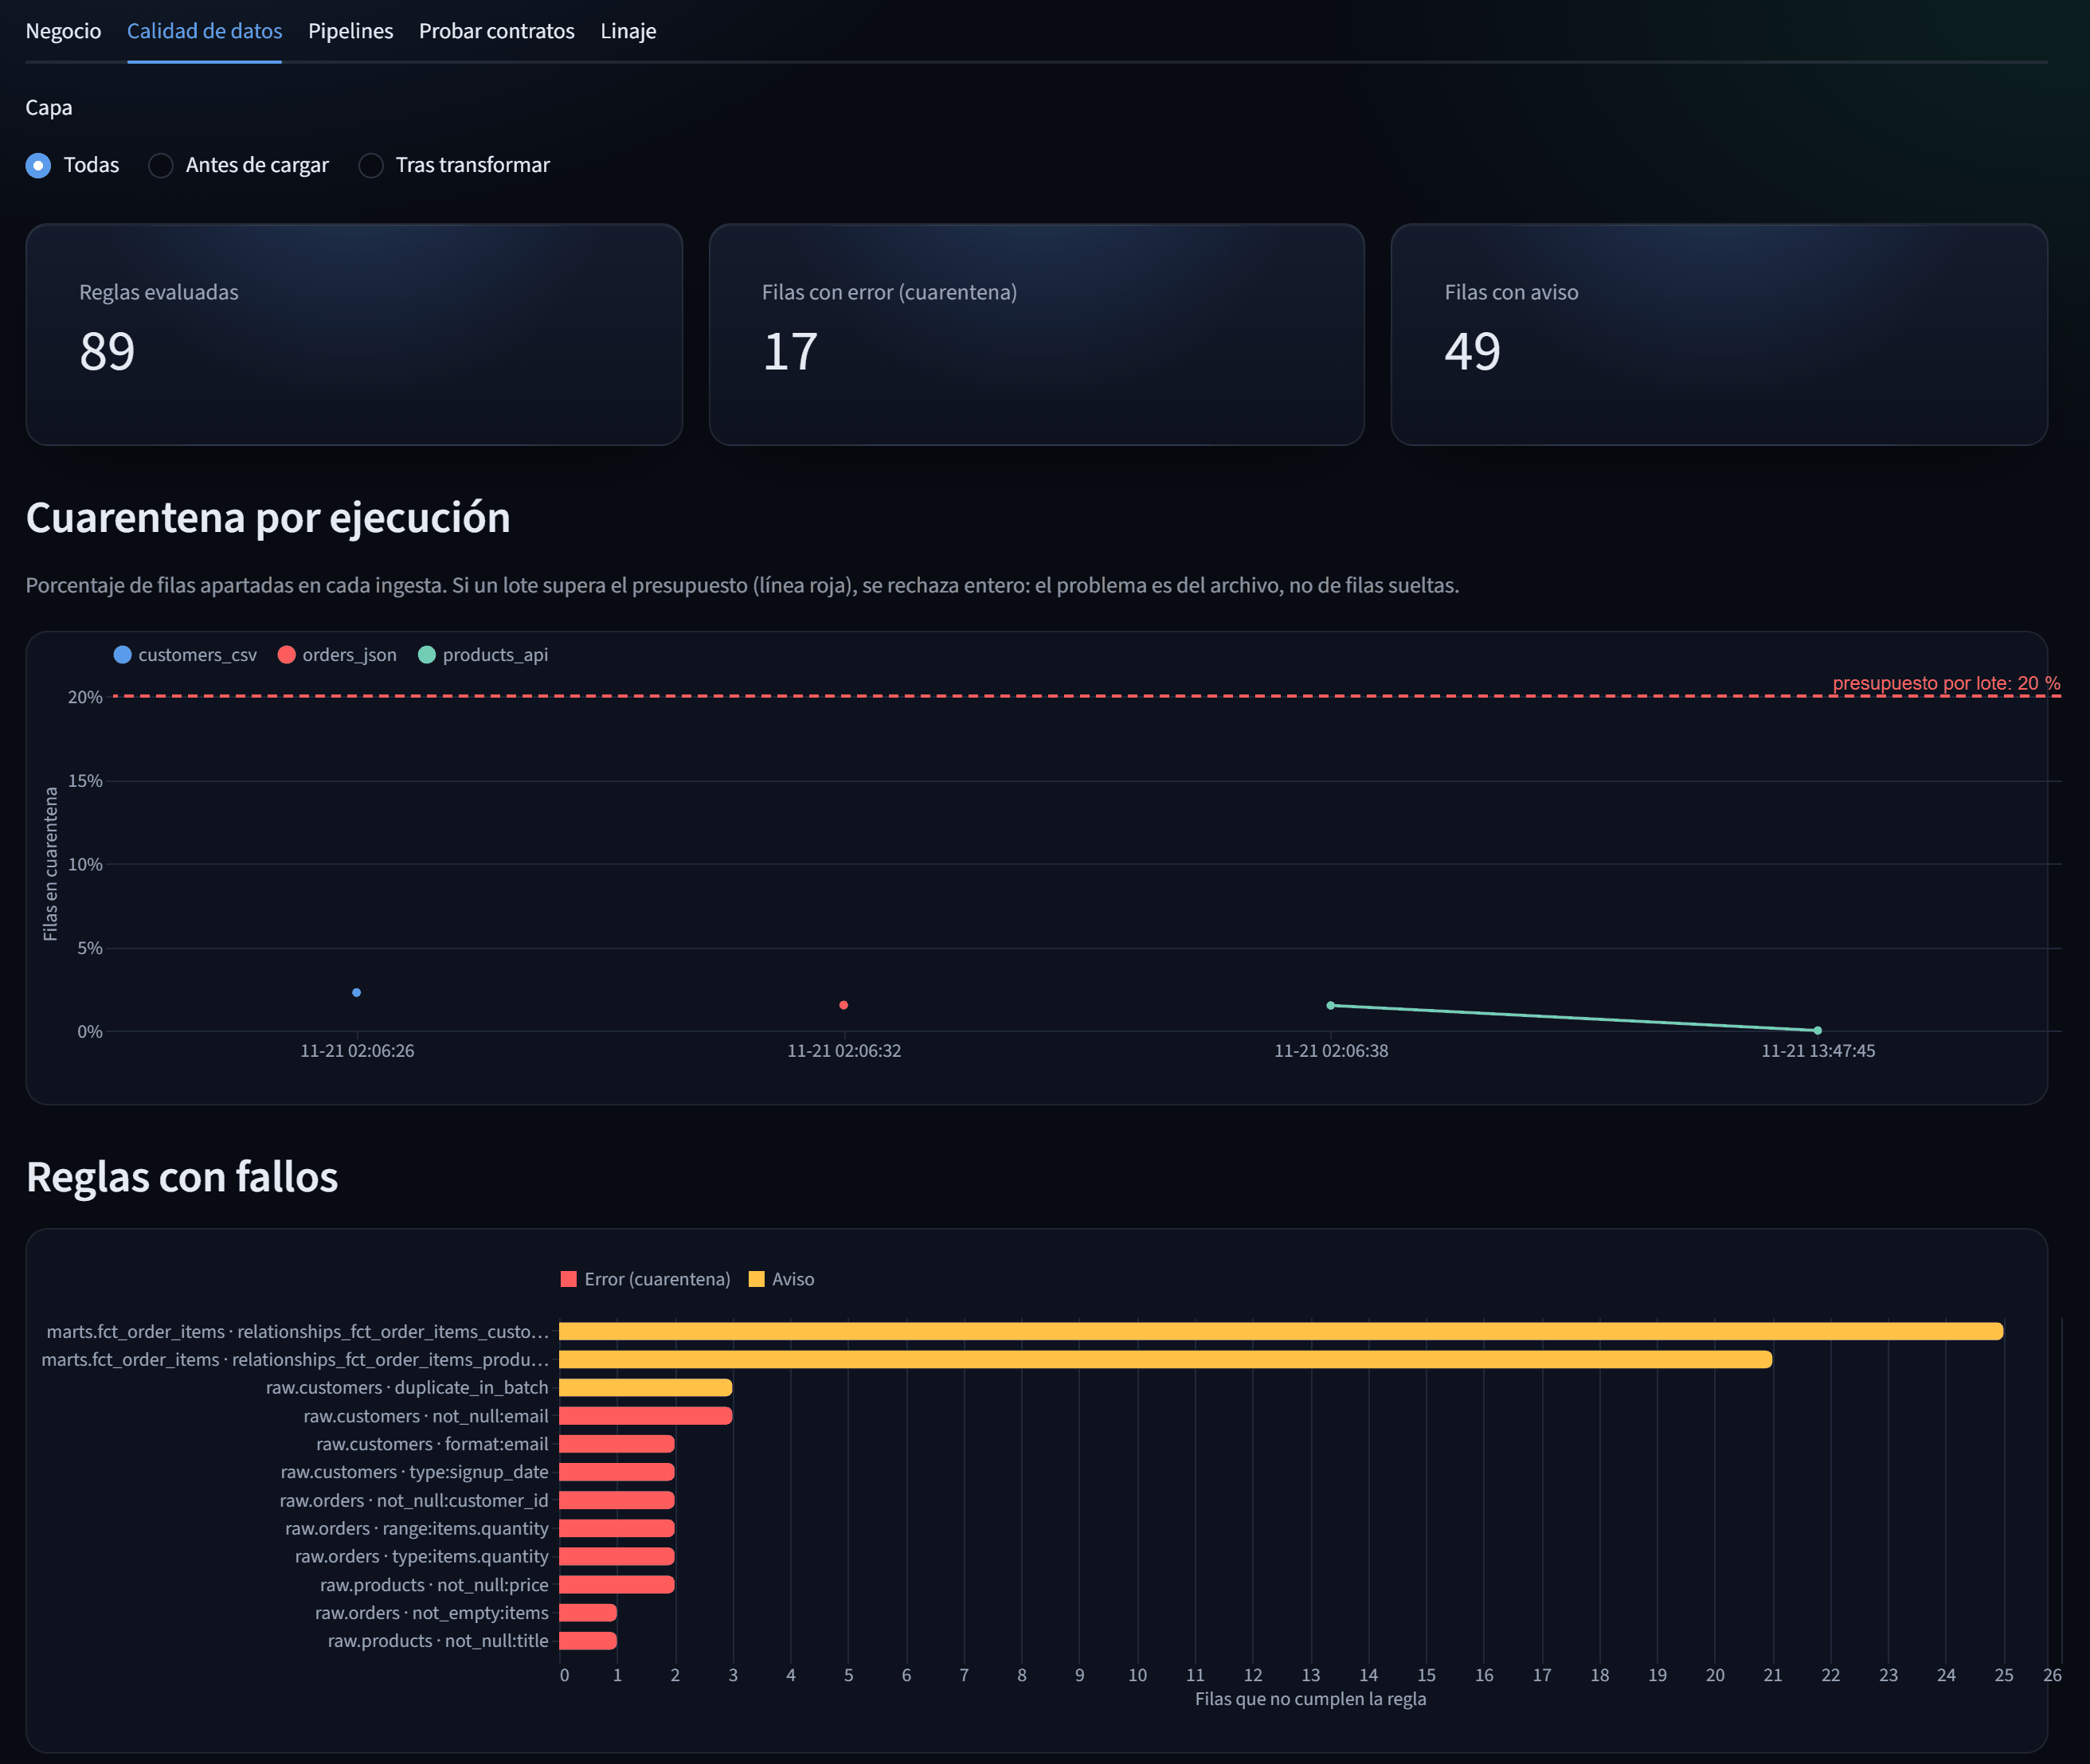 Negocio Calidad de datos Pipelines Probar contratos Linaje
Capa
Todas Antes de cargar Tras transformar
Reglas evaluadas
89
Filas con error (cuarentena)
17
Filas con aviso
49
Cuarentena por ejecución
Porcentaje de filas apartadas en cada ingesta. Si un lote supera el presupuesto (línea roja), se rechaza entero: el problema es del archivo, no de filas sueltas.
customers_csv orders_json products_api
presupuesto por lote: 20 %
20%
15%
10%
5%
0%
Filas en cuarentena
11-21 02:06:26 11-21 02:06:32 11-21 02:06:38 11-21 13:47:45
Reglas con fallos
Error (cuarentena) Aviso
marts.fct_order_items · relationships_fct_order_items_custo…
marts.fct_order_items · relationships_fct_order_items_produ…
raw.customers · duplicate_in_batch
raw.customers · not_null:email
raw.customers · format:email
raw.customers · type:signup_date
raw.orders · not_null:customer_id
raw.orders · range:items.quantity
raw.orders · type:items.quantity
raw.products · not_null:price
raw.orders · not_empty:items
raw.products · not_null:title
0 1 2 3 4 5 6 7 8 9 10 11 12 13 14 15 16 17 18 19 20 21 22 23 24 25 26
Filas que no cumplen la regla